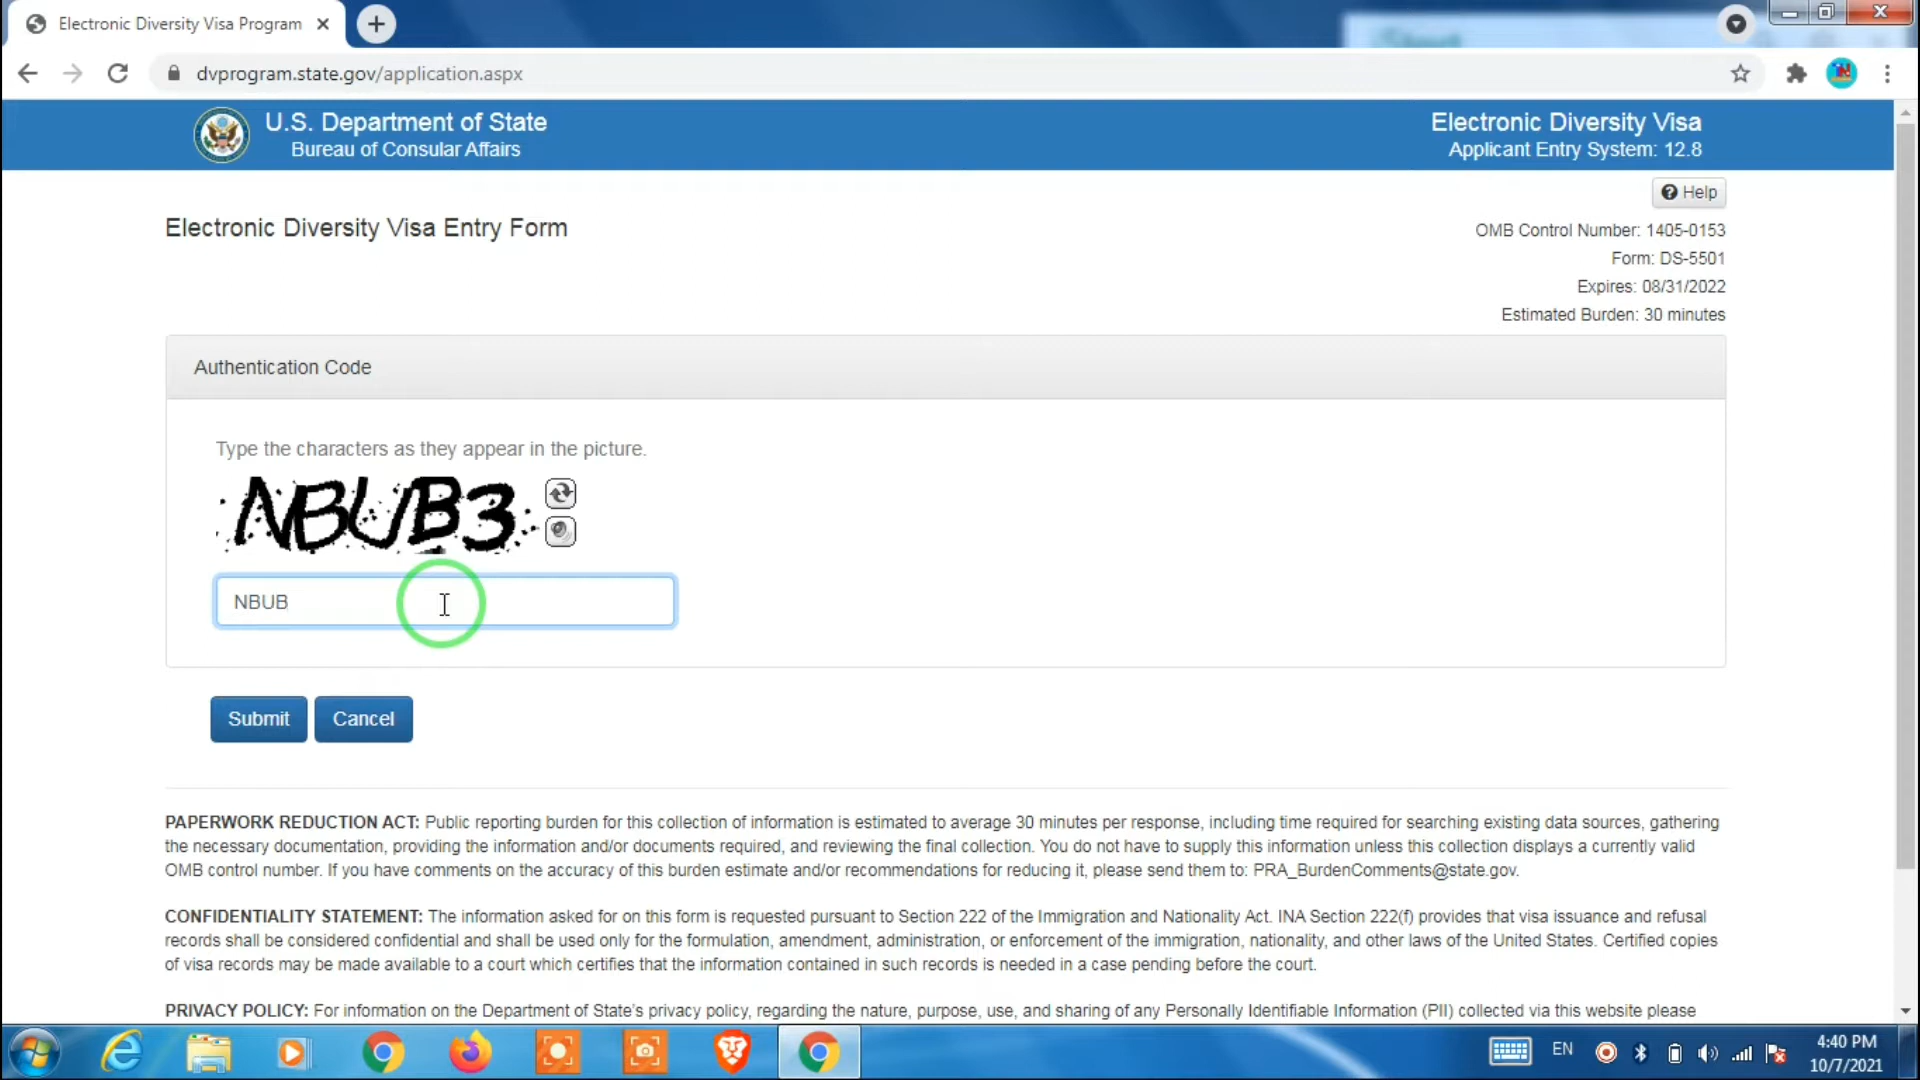 Electronic Diversity Visa Program
dvprogram.state.gov/application.aspx
U.S. Department of State
Bureau of Consular Affairs
Electronic Diversity Visa
Applicant Entry System: 12.8
Help
Electronic Diversity Visa Entry Form
OMB Control Number: 1405-0153
Form: DS-5501
Expires: 08/31/2022
Estimated Burden: 30 minutes
Authentication Code
Type the characters as they appear in the picture.
NBUB3
NBUB
Submit
Cancel
PAPERWORK REDUCTION ACT: Public reporting burden for this collection of information is estimated to average 30 minutes per response, including time required for searching existing data sources, gathering
the necessary documentation, providing the information and/or documents required, and reviewing the final collection. You do not have to supply this information unless this collection displays a currently valid
OMB control number. If you have comments on the accuracy of this burden estimate and/or recommendations for reducing it, please send them to: PRA_BurdenComments@state.gov.
CONFIDENTIALITY STATEMENT: The information asked for on this form is requested pursuant to Section 222 of the Immigration and Nationality Act. INA Section 222(f) provides that visa issuance and refusal
records shall be considered confidential and shall be used only for the formulation, amendment, administration, or enforcement of the immigration, nationality, and other laws of the United States. Certified copies
of visa records may be made available to a court which certifies that the information contained in such records is needed in a case pending before the court.
PRIVACY POLICY: For information on the Department of State's privacy policy, regarding the nature, purpose, use, and sharing of any Personally Identifiable Information (PII) collected via this website please
EN
4:40 PM
10/7/2021